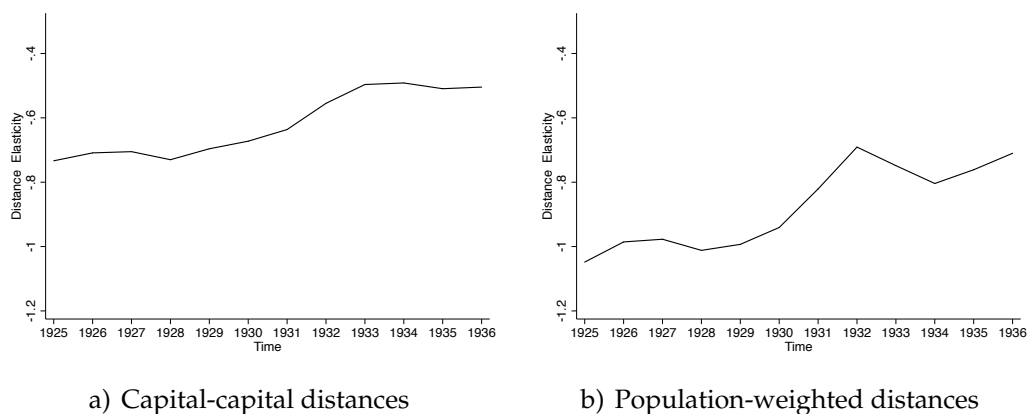 -.4
-.6
-.8
-1
-1.2
Distance Elasticity
1925 1926 1927 1928 1929 1930 1931 1932 1933 1934 1935 1936
Time
a) Capital-capital distances
-.4
-.6
-.8
-1
-1.2
Distance Elasticity
1925 1926 1927 1928 1929 1930 1931 1932 1933 1934 1935 1936
Time
b) Population-weighted distances